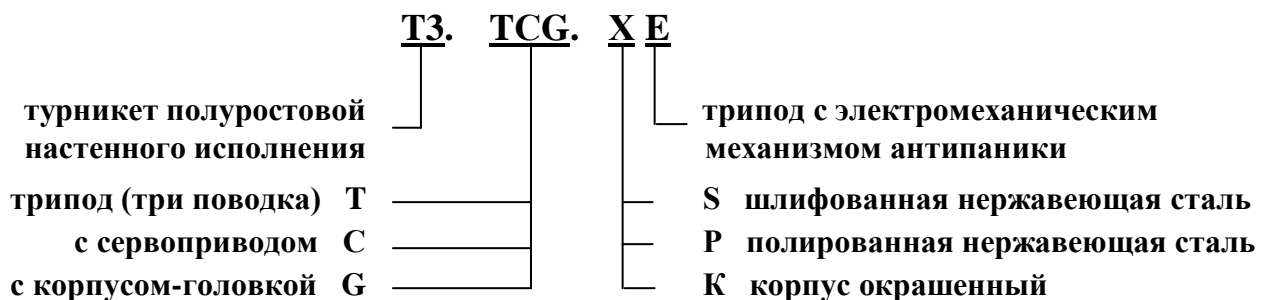 T3. TCG. X E
турникет полуростовой
настенного исполнения
трипод (три поводка) T
с сервоприводом C
с корпусом-головкой G
трипод с электромеханическим
механизмом антипаники
S шлифованная нержавеющая сталь
P полированная нержавеющая сталь
К корпус окрашенный